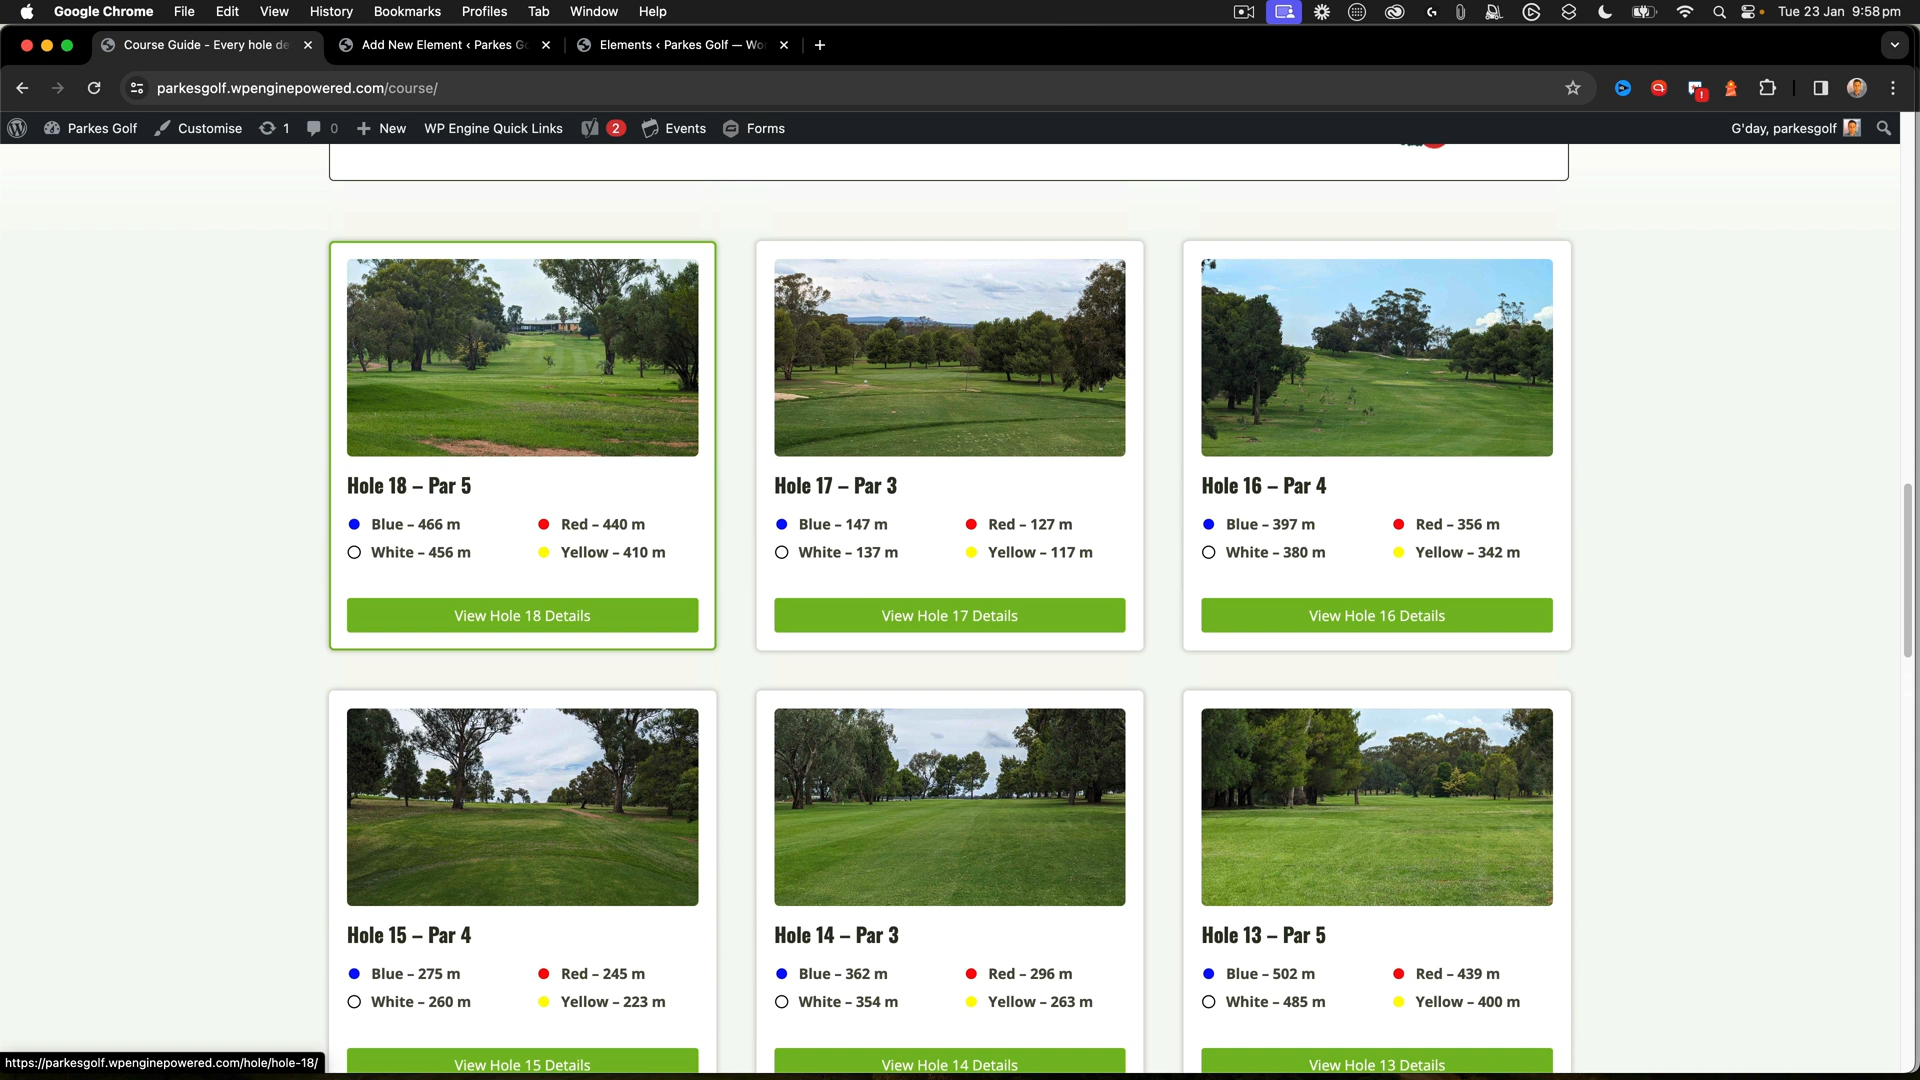 Google Chrome File Edit View History Bookmarks Profiles Tab Window Help Tue 23 Jan 9:58 pm
Course Guide - Every hole de Add New Element ‹ Parkes Go Elements ‹ Parkes Golf — Wor
parkesgolf.wpenginepowered.com/course/
Parkes Golf Customise 1 0 New WP Engine Quick Links 2 Events Forms G'day, parkesgolf
Hole 18 – Par 5
Blue – 466 m Red – 440 m
White – 456 m Yellow – 410 m
View Hole 18 Details
Hole 17 – Par 3
Blue – 147 m Red – 127 m
White – 137 m Yellow – 117 m
View Hole 17 Details
Hole 16 – Par 4
Blue – 397 m Red – 356 m
White – 380 m Yellow – 342 m
View Hole 16 Details
Hole 15 – Par 4
Blue – 275 m Red – 245 m
White – 260 m Yellow – 223 m
View Hole 15 Details
Hole 14 – Par 3
Blue – 362 m Red – 296 m
White – 354 m Yellow – 263 m
View Hole 14 Details
Hole 13 – Par 5
Blue – 502 m Red – 439 m
White – 485 m Yellow – 400 m
View Hole 13 Details
https://parkesgolf.wpenginepowered.com/hole/hole-18/